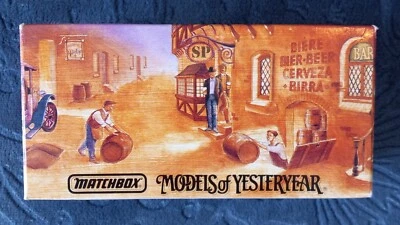 SP
BIERE
BIER·BEER
CERVEZA
·BIRRA·
BAR
MATCHBOX
MODELS of YESTERYEAR